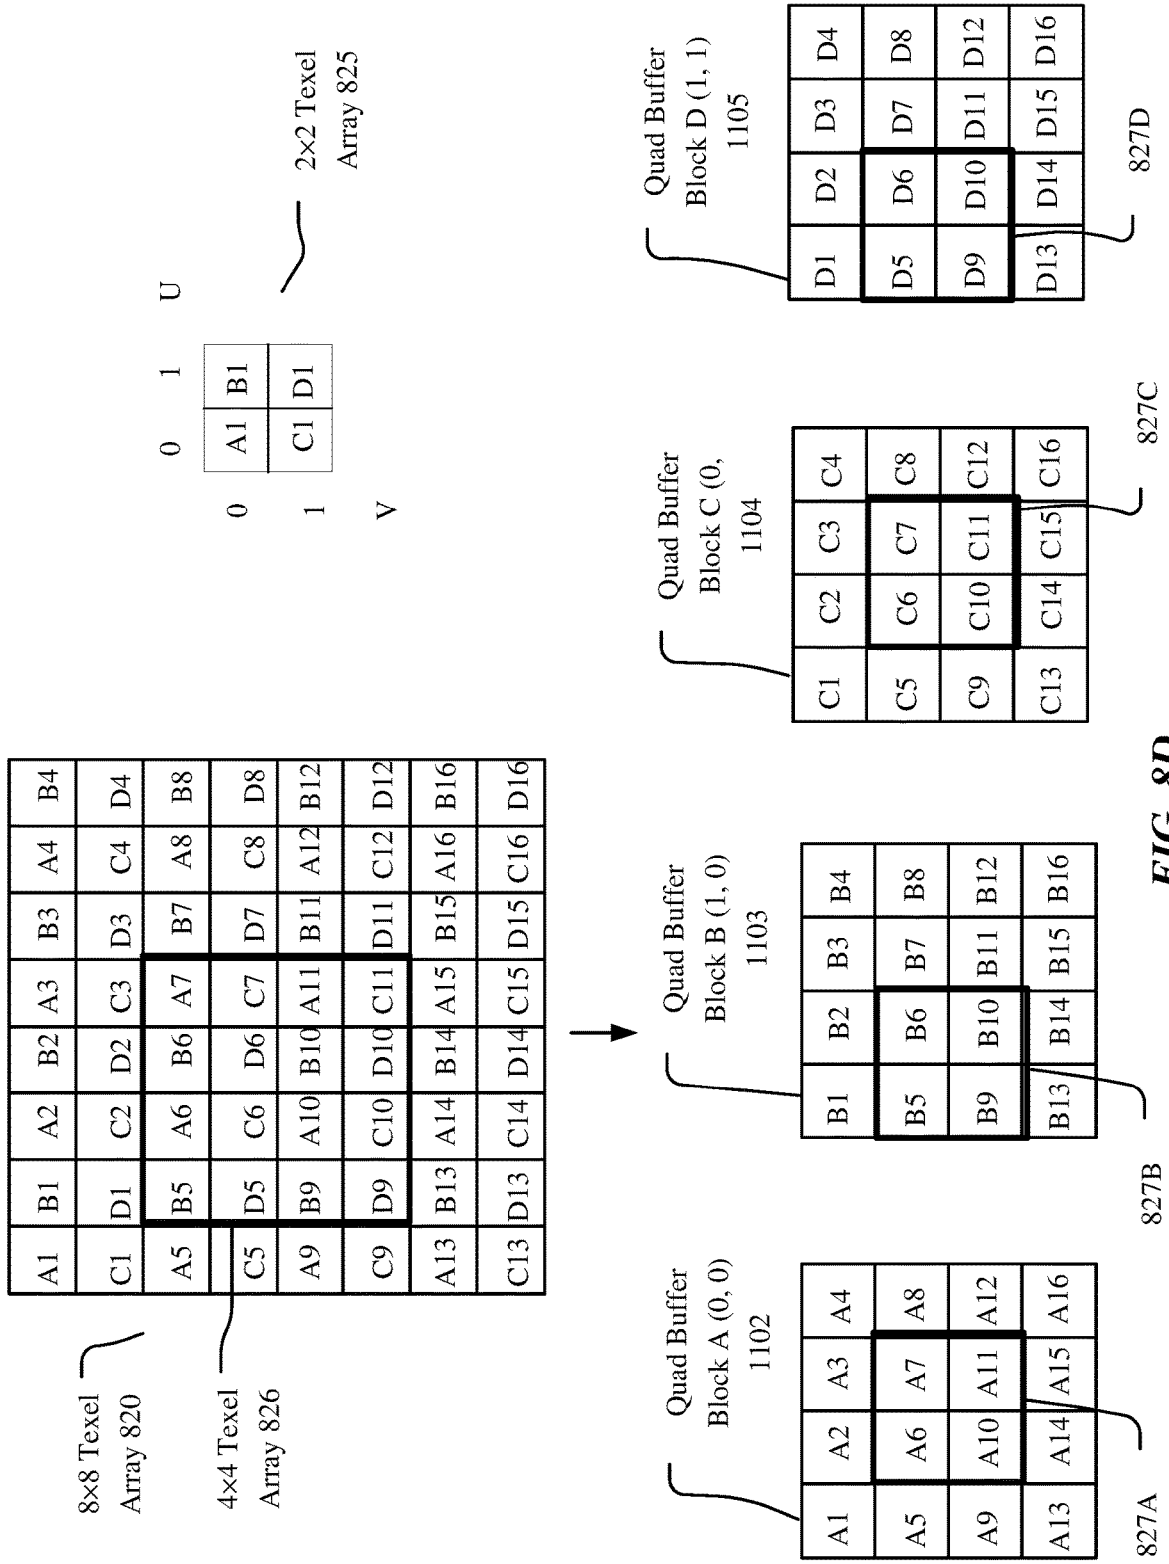 8×8 Texel
Array 820
4×4 Texel
Array 826
A1 B1 A2 B2 A3 B3 A4 B4
C1 D1 C2 D2 C3 D3 C4 D4
A5 B5 A6 B6 A7 B7 A8 B8
C5 D5 C6 D6 C7 D7 C8 D8
A9 B9 A10 B10 A11 B11 A12 B12
C9 D9 C10 D10 C11 D11 C12 D12
A13 B13 A14 B14 A15 B15 A16 B16
C13 D13 C14 D14 C15 D15 C16 D16
0 1 U
0 A1 B1
1 C1 D1
V
2×2 Texel
Array 825
Quad Buffer
Block A (0, 0)
1102
A1 A2 A3 A4
A5 A6 A7 A8
A9 A10 A11 A12
A13 A14 A15 A16
827A
Quad Buffer
Block B (1, 0)
1103
B1 B2 B3 B4
B5 B6 B7 B8
B9 B10 B11 B12
B13 B14 B15 B16
827B
Quad Buffer
Block C (0,
1104
C1 C2 C3 C4
C5 C6 C7 C8
C9 C10 C11 C12
C13 C14 C15 C16
827C
Quad Buffer
Block D (1, 1)
1105
D1 D2 D3 D4
D5 D6 D7 D8
D9 D10 D11 D12
D13 D14 D15 D16
827D
FIG. 8D